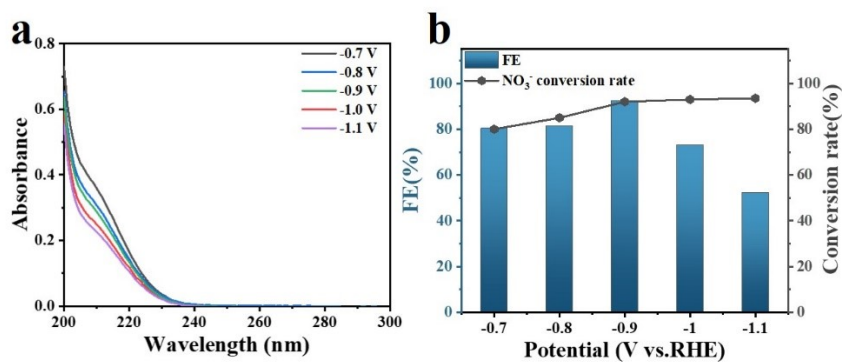 a
Absorbance
0.8
0.6
0.4
0.2
0.0
-0.7 V
-0.8 V
-0.9 V
-1.0 V
-1.1 V
200 220 240 260 280 300
Wavelength (nm)
b
FE(%)
100
80
60
40
20
0
FE
NO₃⁻ conversion rate
100
80
60
40
20
0
Conversion rate(%)
-0.7 -0.8 -0.9 -1 -1.1
Potential (V vs.RHE)